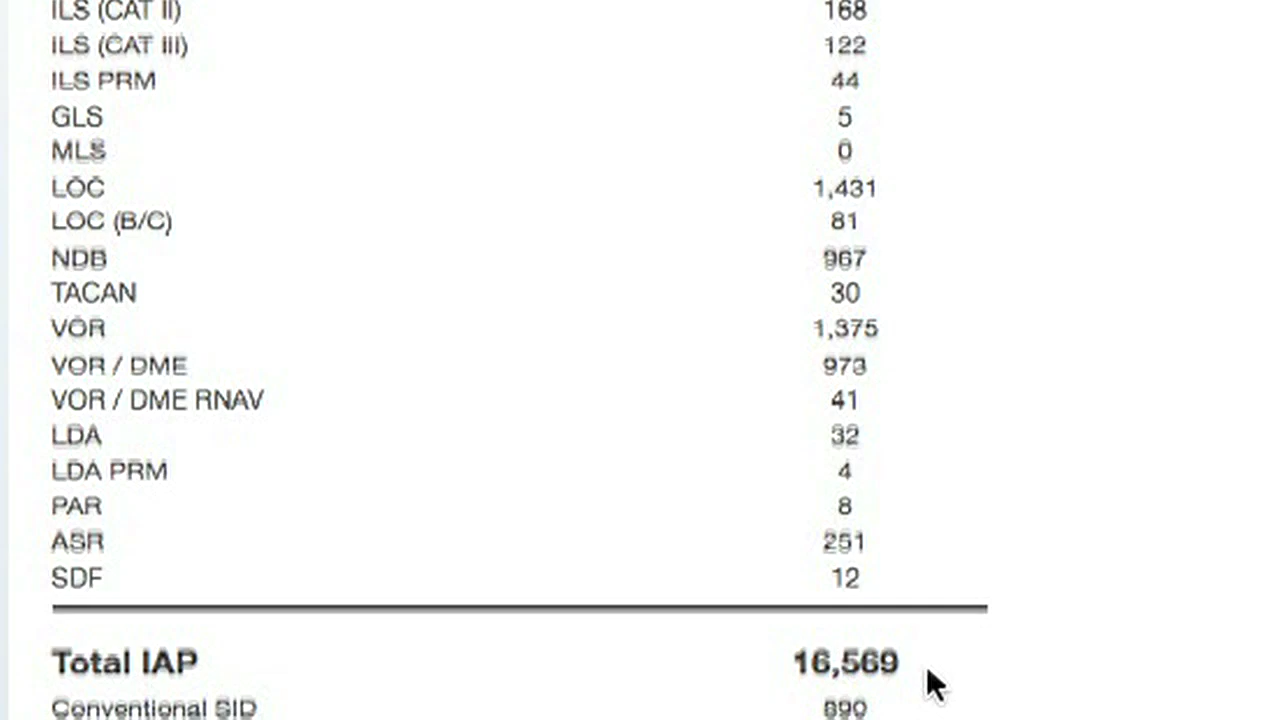 ILS (CAT II) 168
ILS (CAT III) 122
ILS PRM 44
GLS 5
MLS 0
LOC 1,431
LOC (B/C) 81
NDB 967
TACAN 30
VOR 1,375
VOR / DME 973
VOR / DME RNAV 41
LDA 32
LDA PRM 4
PAR 8
ASR 251
SDF 12
Total IAP 16,569
Conventional SID